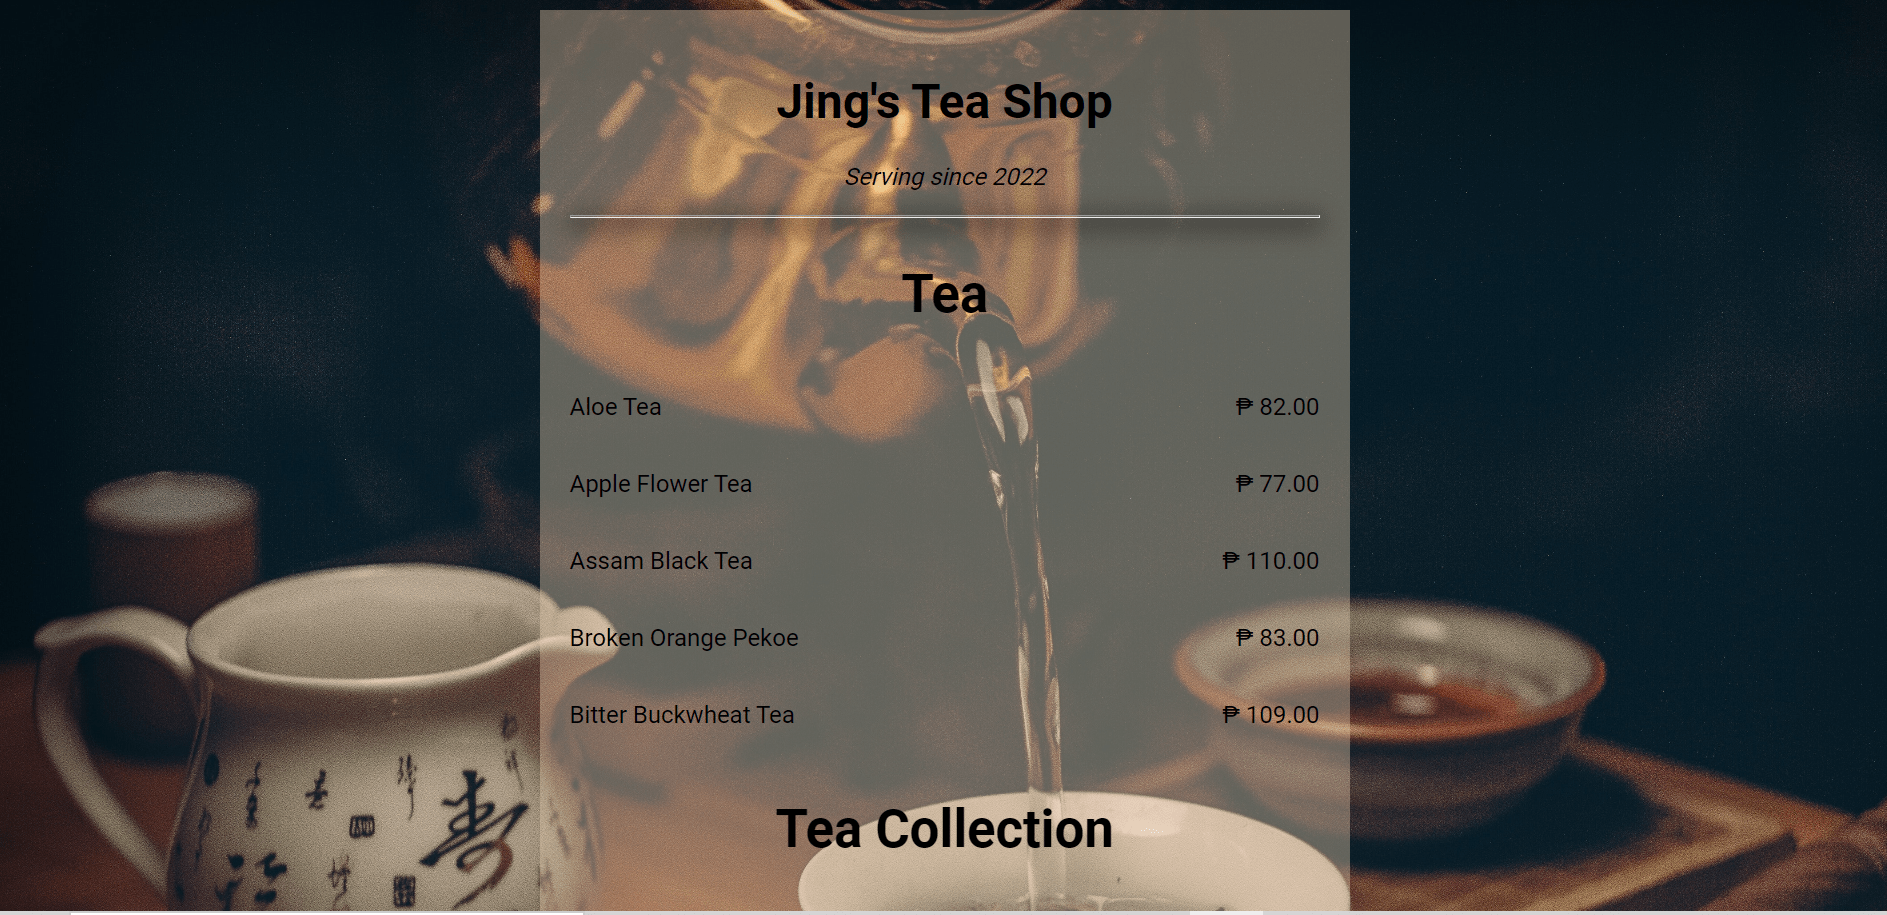 Jing's Tea Shop
Serving since 2022
Tea
Aloe Tea ₱ 82.00
Apple Flower Tea ₱ 77.00
Assam Black Tea ₱ 110.00
Broken Orange Pekoe ₱ 83.00
Bitter Buckwheat Tea ₱ 109.00
Tea Collection
寿